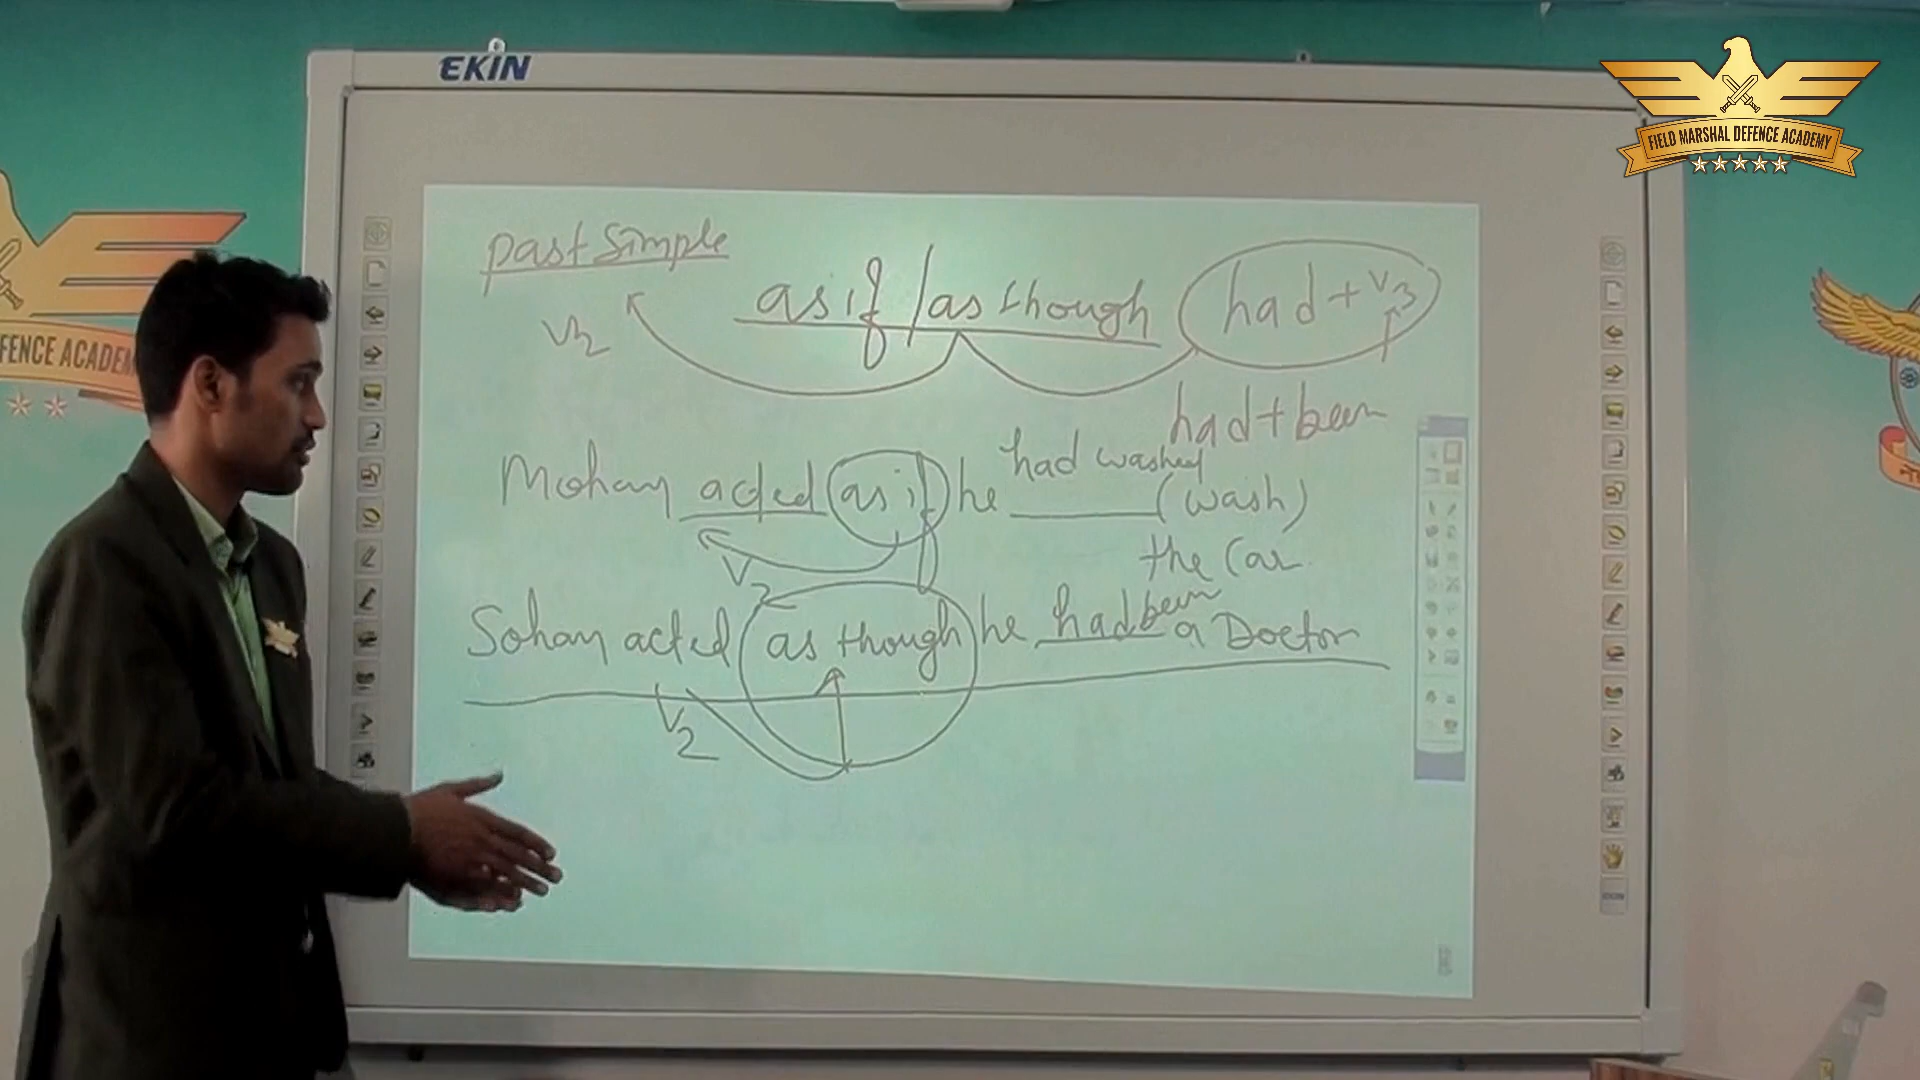 EKIN
FIELD MARSHAL DEFENCE ACADEMY
past simple
as if / as though had + v3
v2
had + been
had washed
Mohan acted as if he ____ (wash)
the Car
v2
been
Sohan acted as though he had a Doctor
v2
FENCE ACADEM
EKIN